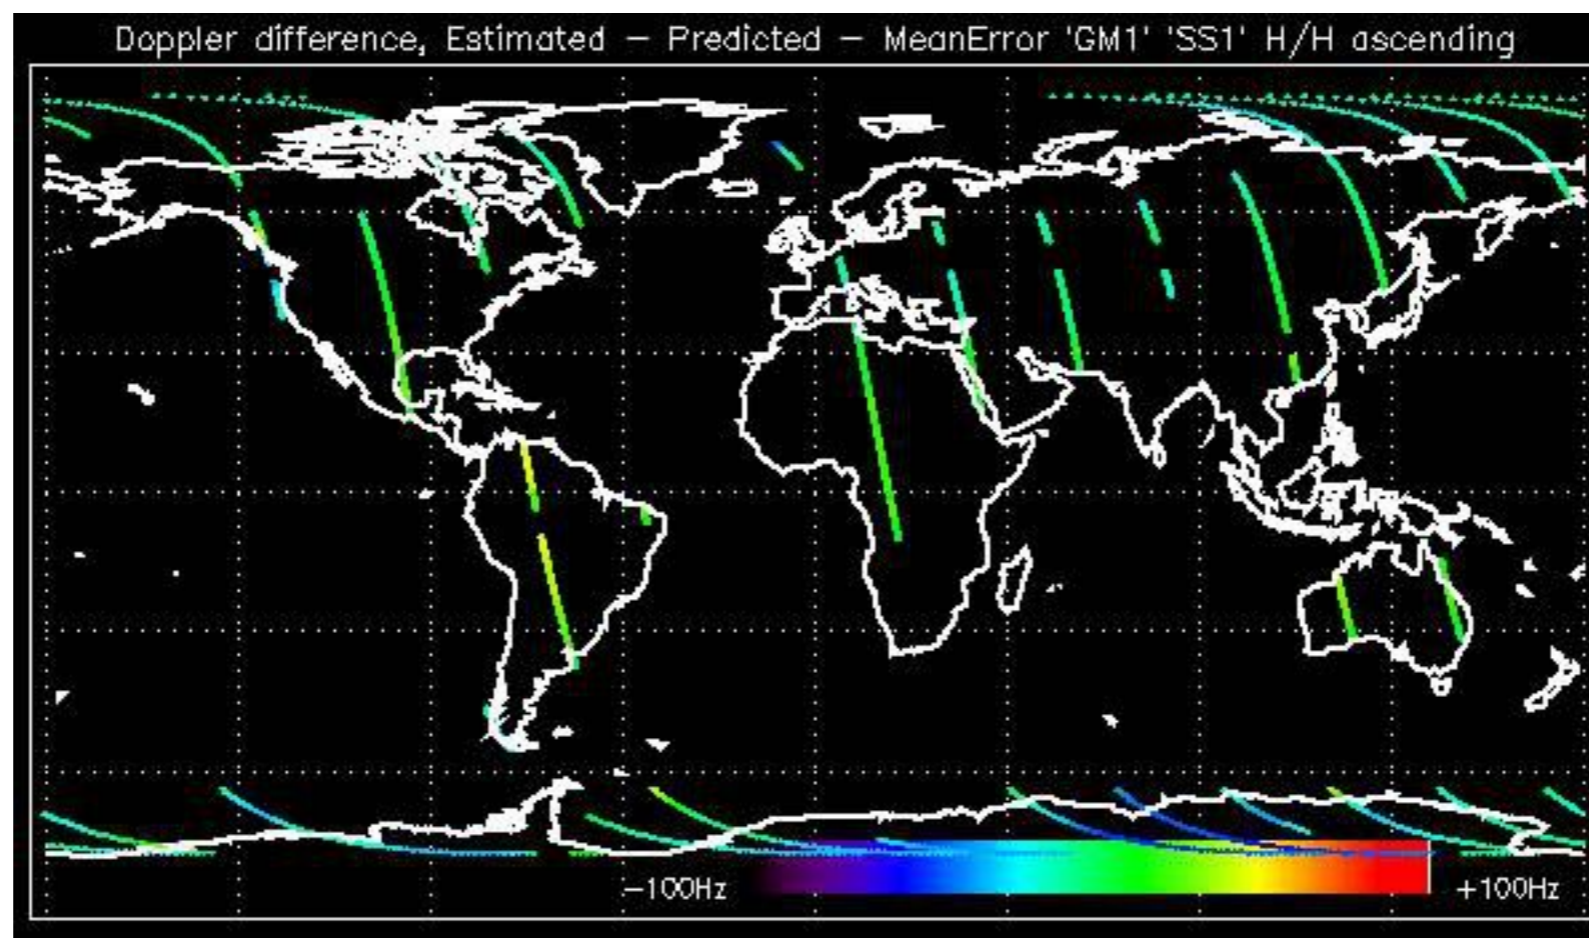 Doppler difference, Estimated — Predicted — MeanError 'GM1' 'SS1' H/H ascending
−100Hz
+100Hz